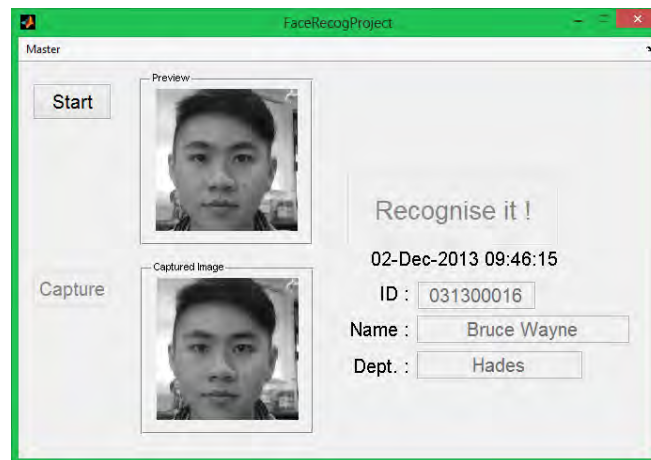 FaceRecogProject
Master
Start
Preview
Recognise it !
02-Dec-2013 09:46:15
Capture
Captured Image
ID : 031300016
Name : Bruce Wayne
Dept. : Hades